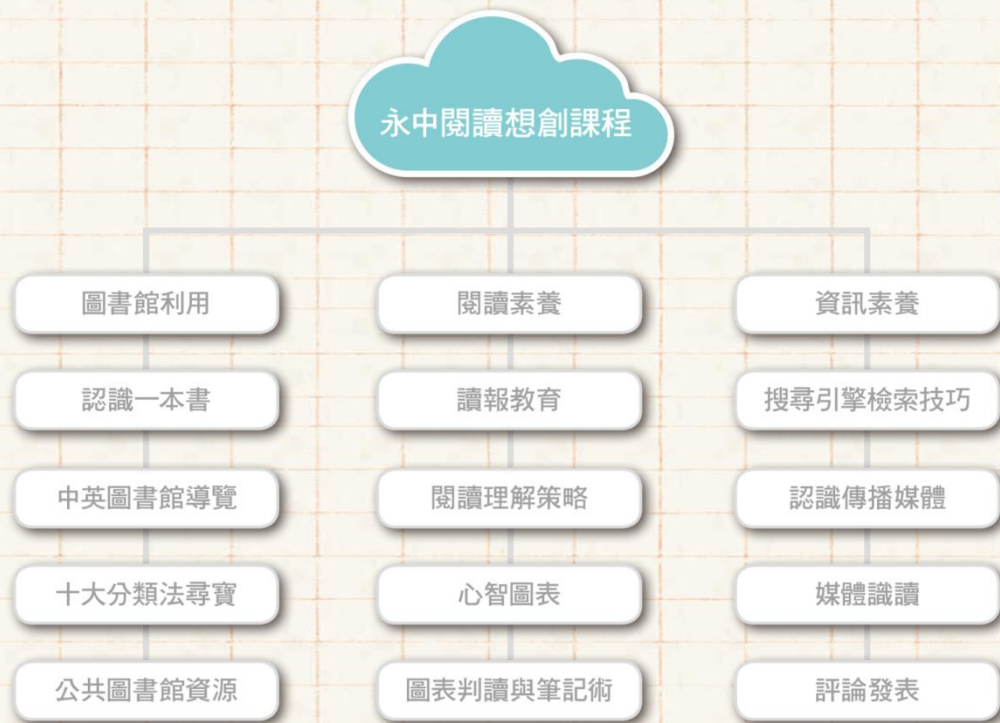 永中閱讀想創課程
圖書館利用
認識一本書
中英圖書館導覽
十大分類法尋寶
公共圖書館資源
閱讀素養
讀報教育
閱讀理解策略
心智圖表
圖表判讀與筆記術
資訊素養
搜尋引擎檢索技巧
認識傳播媒體
媒體識讀
評論發表